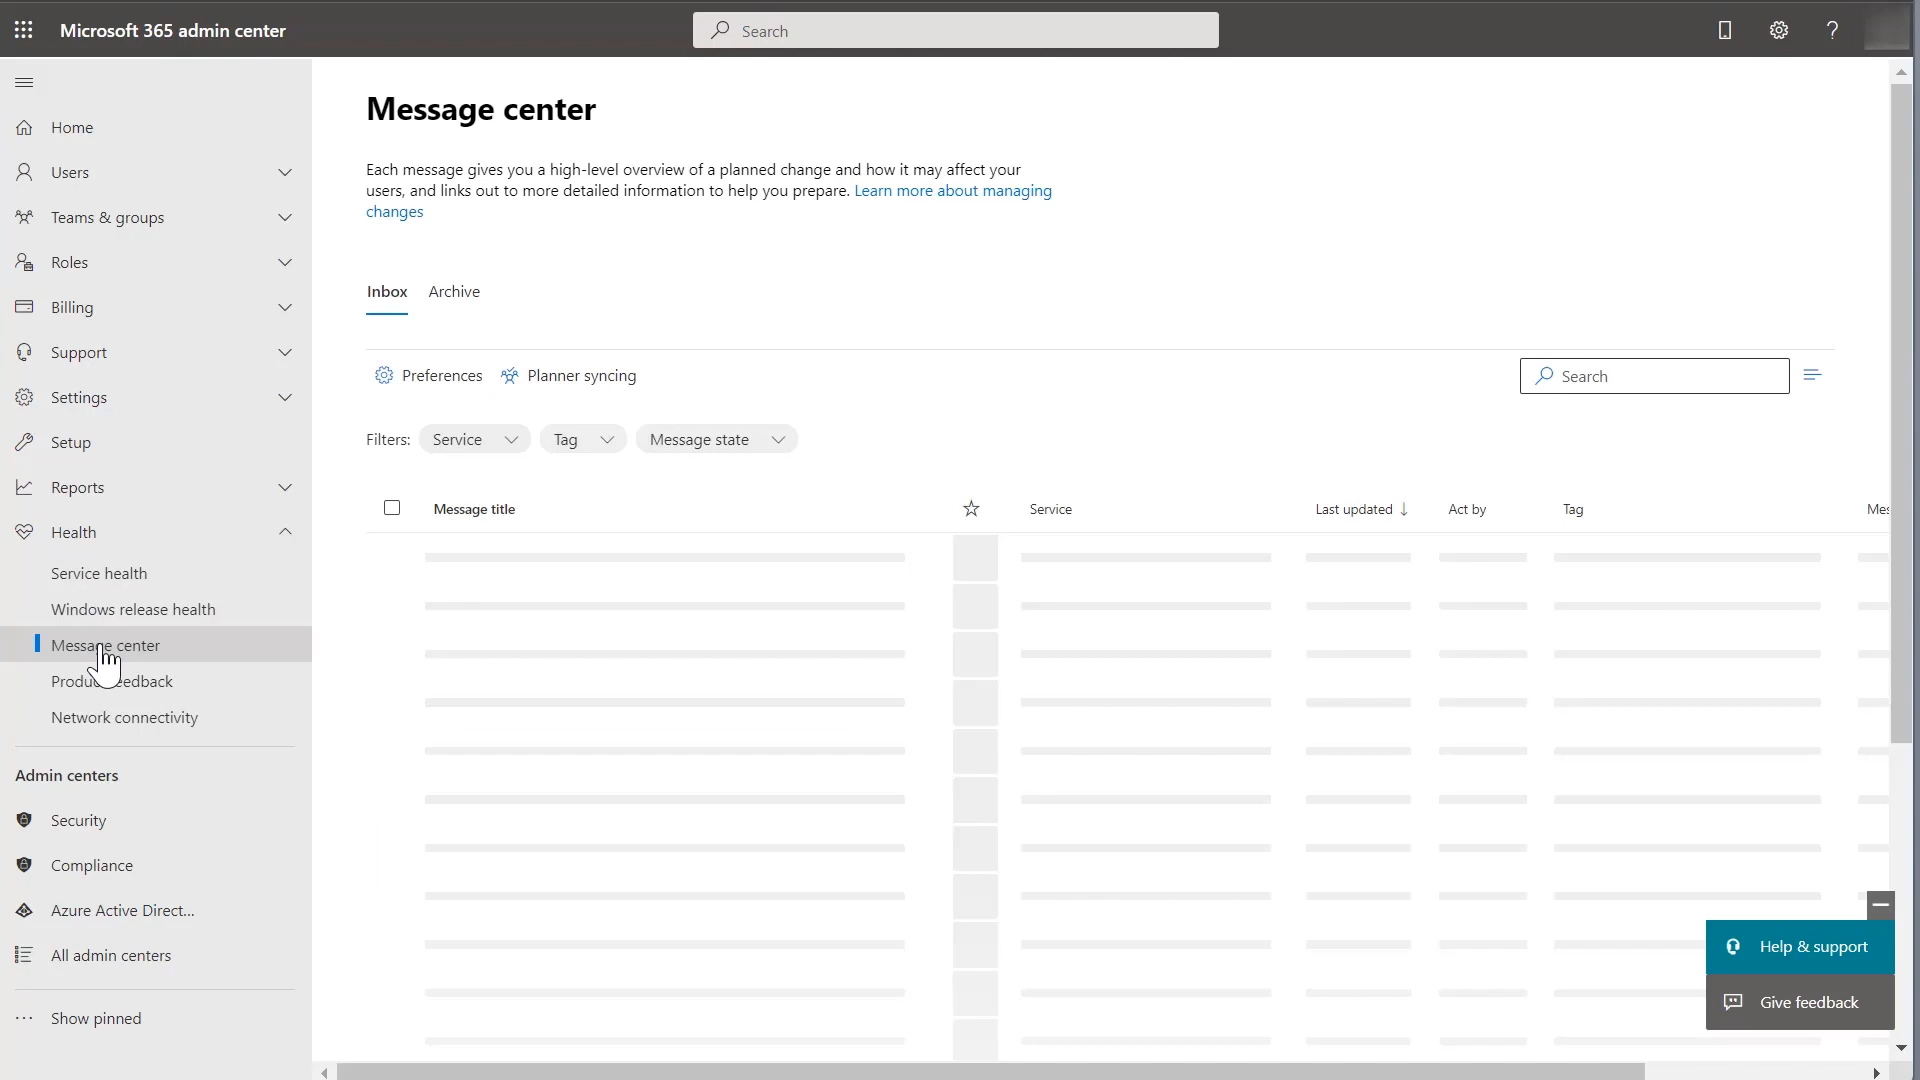 Microsoft 365 admin center
Search
Home
Users
Teams & groups
Roles
Billing
Support
Settings
Setup
Reports
Health
Service health
Windows release health
Message center
Product feedback
Network connectivity
Admin centers
Security
Compliance
Azure Active Direct...
All admin centers
Show pinned
Message center
Each message gives you a high-level overview of a planned change and how it may affect your
users, and links out to more detailed information to help you prepare. Learn more about managing
changes
Inbox Archive
Preferences Planner syncing Search
Filters: Service Tag Message state
Message title Service Last updated ↓ Act by Tag Mes
Help & support
Give feedback